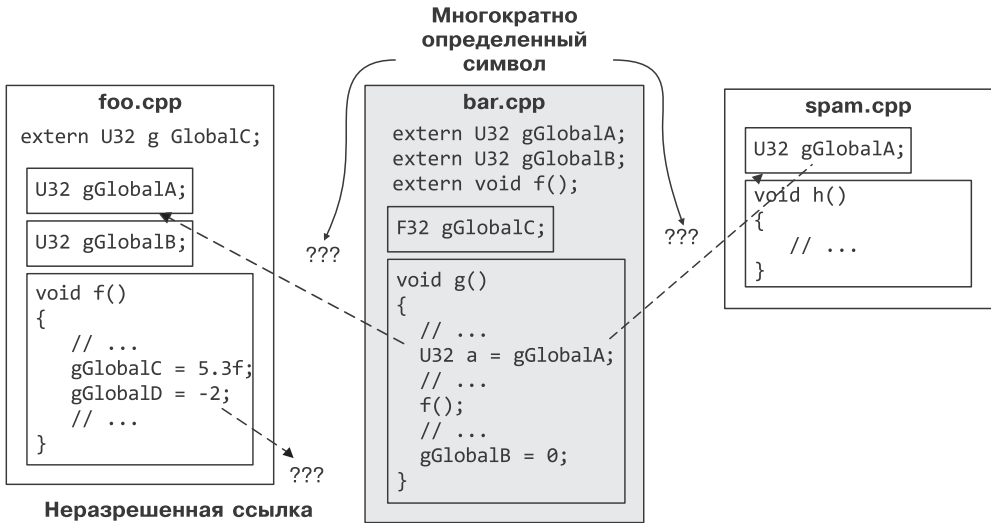 Многократно
определенный
символ
foo.cpp
extern U32 g GlobalC;
U32 gGlobalA;
U32 gGlobalB;
void f()
{
// ...
gGlobalC = 5.3f;
gGlobalD = -2;
// ...
}
???
Неразрешенная ссылка
???
bar.cpp
extern U32 gGlobalA;
extern U32 gGlobalB;
extern void f();
F32 gGlobalC;
void g()
{
// ...
U32 a = gGlobalA;
// ...
f();
// ...
gGlobalB = 0;
}
???
spam.cpp
U32 gGlobalA;
void h()
{
// ...
}